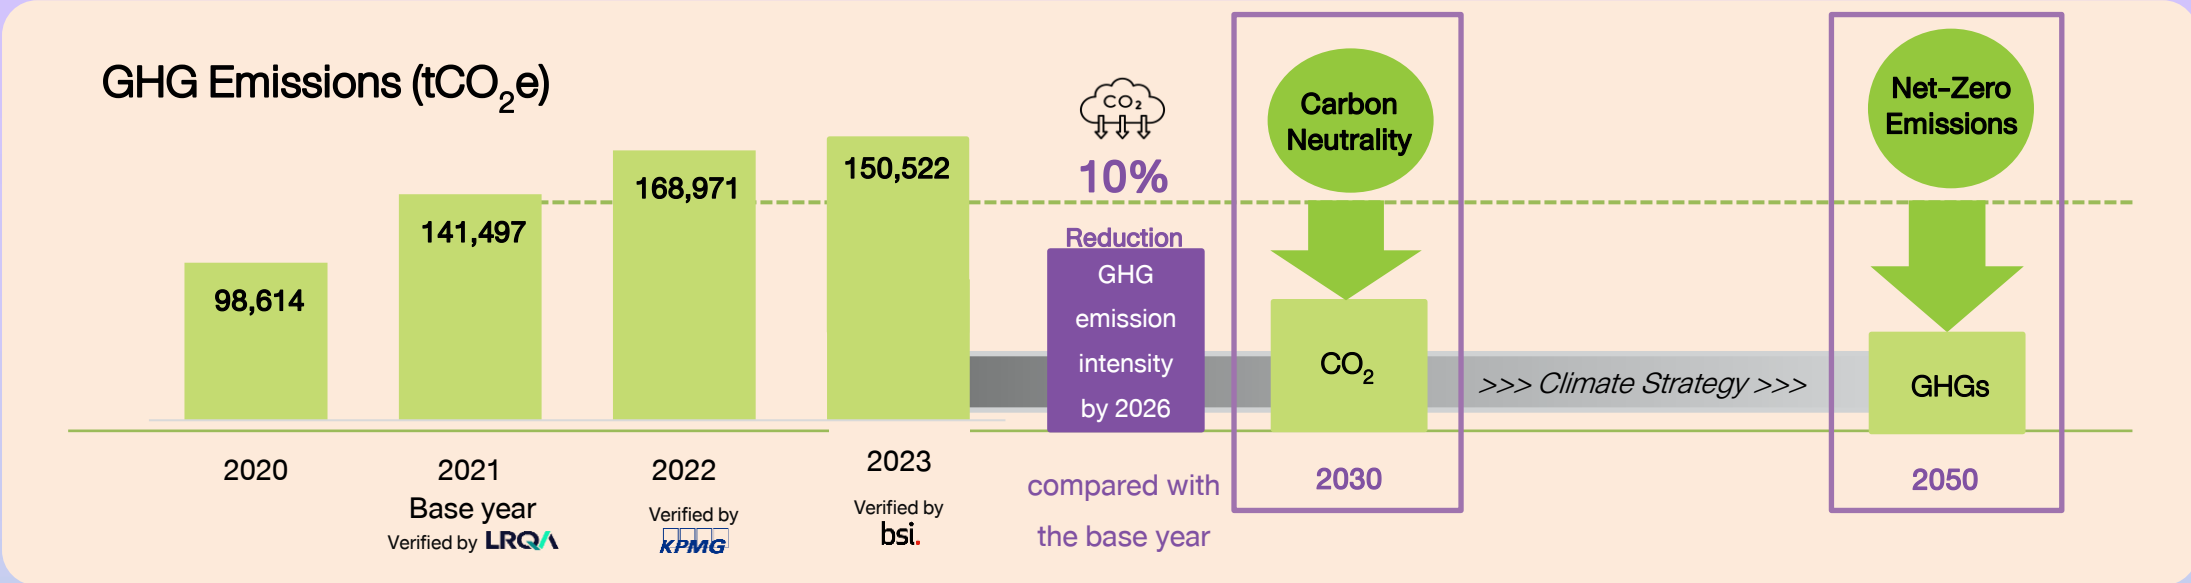 GHG Emissions (tCO₂e)
98,614
141,497
168,971
150,522
2020
2021
Base year
Verified by LRQA
2022
Verified by
KPMG
2023
Verified by
bsi.
CO₂
10%
Reduction
GHG
emission
intensity
by 2026
compared with
the base year
Carbon
Neutrality
CO₂
2030
>>> Climate Strategy >>>
Net-Zero
Emissions
GHGs
2050